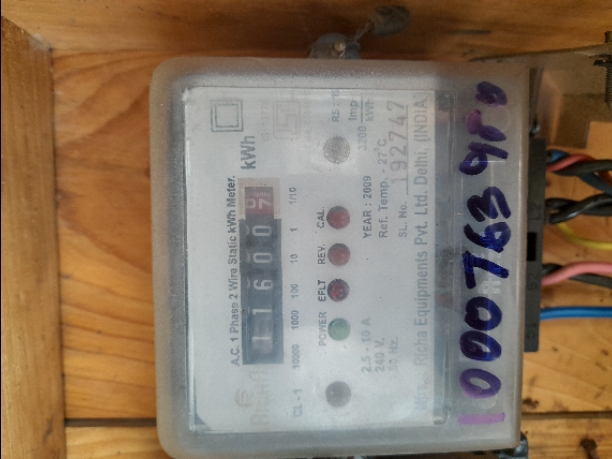 kWh
A.C. 1 Phase 2 Wire Static kWh Meter.
11600
10000 1000 100 10 1 1/10
CL - 1
POWER EFLT REV. CAL.
2.5 - 10 A
240 V.
50 Hz.
YEAR : 2009
Ref. Temp. - 27°C
SL. No. 192747
Imp
kWh
Richa Equipments Pvt. Ltd. Delhi, (INDIA)